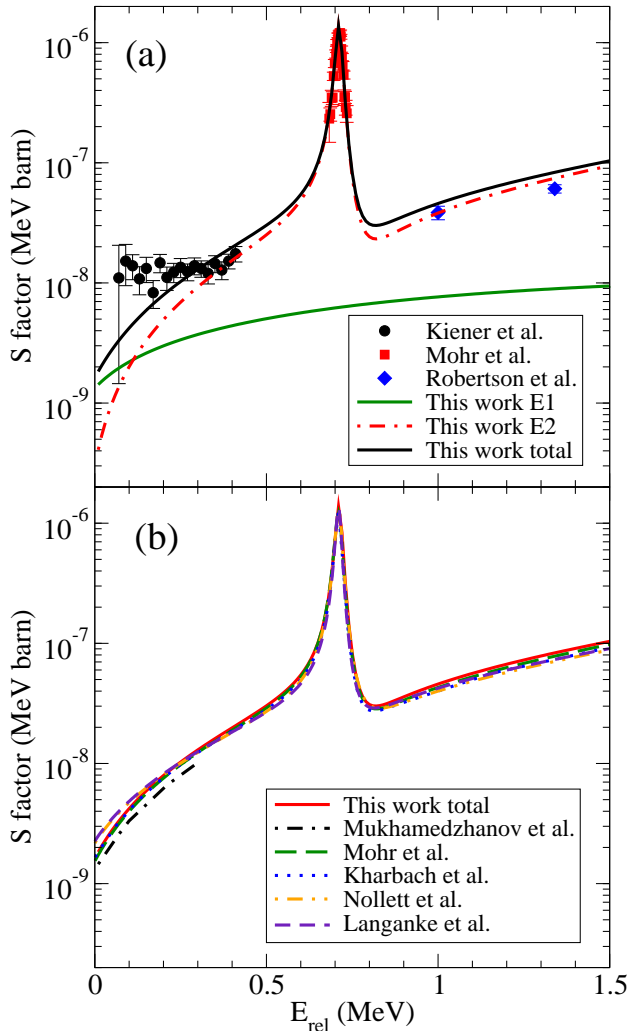 (a)
S factor (MeV barn)
10^-6
10^-7
10^-8
10^-9
Kiener et al.
Mohr et al.
Robertson et al.
This work E1
This work E2
This work total
(b)
S factor (MeV barn)
10^-6
10^-7
10^-8
10^-9
This work total
Mukhamedzhanov et al.
Mohr et al.
Kharbach et al.
Nollett et al.
Langanke et al.
0 0.5 1 1.5
E_rel (MeV)